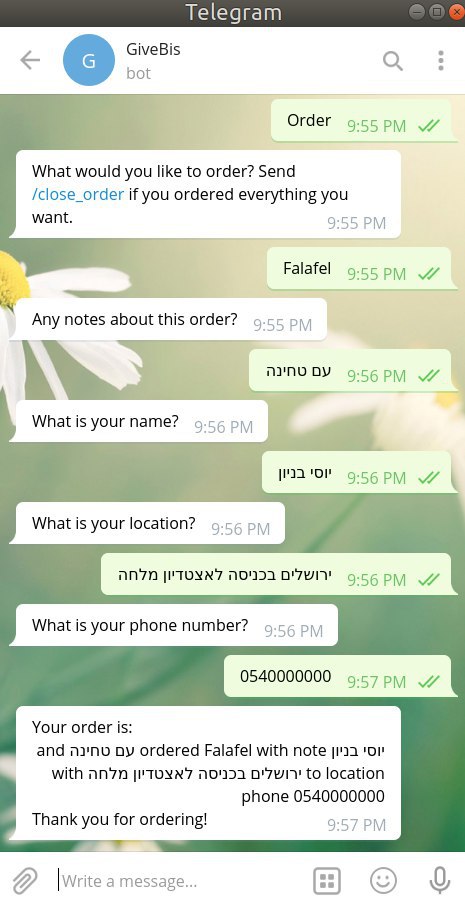 Telegram
G
GiveBis
bot
Order 9:55 PM
What would you like to order? Send
/close_order if you ordered everything you
want. 9:55 PM
Falafel 9:55 PM
Any notes about this order? 9:55 PM
עם טחינה 9:56 PM
What is your name? 9:56 PM
יוסי בניון 9:56 PM
What is your location? 9:56 PM
ירושלים בכניסה לאצטדיון מלחה 9:56 PM
What is your phone number? 9:56 PM
0540000000 9:57 PM
Your order is:
יוסי בניון ordered Falafel with note עם טחינה and
to location ירושלים בכניסה לאצטדיון מלחה with
phone 0540000000
Thank you for ordering! 9:57 PM
Write a message...